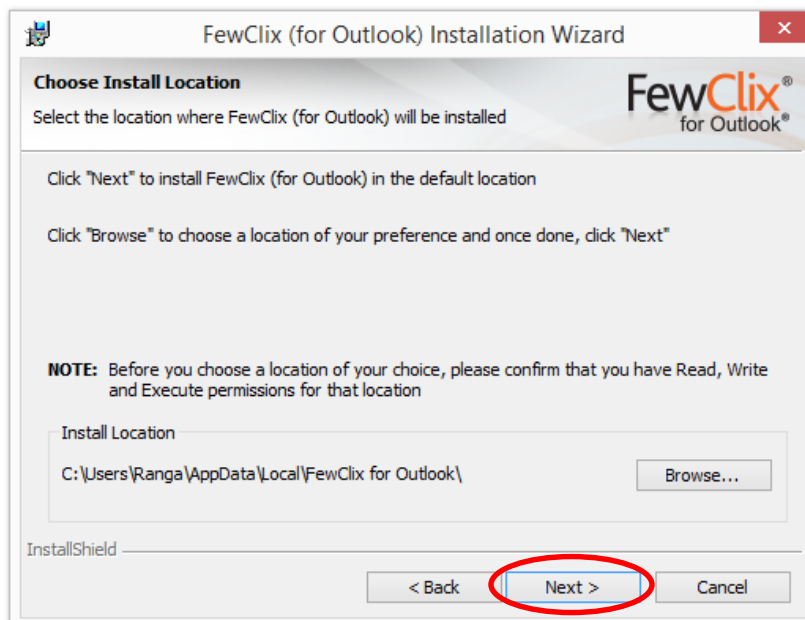 FewClix (for Outlook) Installation Wizard
Choose Install Location
Select the location where FewClix (for Outlook) will be installed
FewClix®
for Outlook®
Click "Next" to install FewClix (for Outlook) in the default location
Click "Browse" to choose a location of your preference and once done, click "Next"
NOTE: Before you choose a location of your choice, please confirm that you have Read, Write
and Execute permissions for that location
Install Location
C:\Users\Ranga\AppData\Local\FewClix for Outlook\
Browse...
InstallShield
< Back
Next >
Cancel